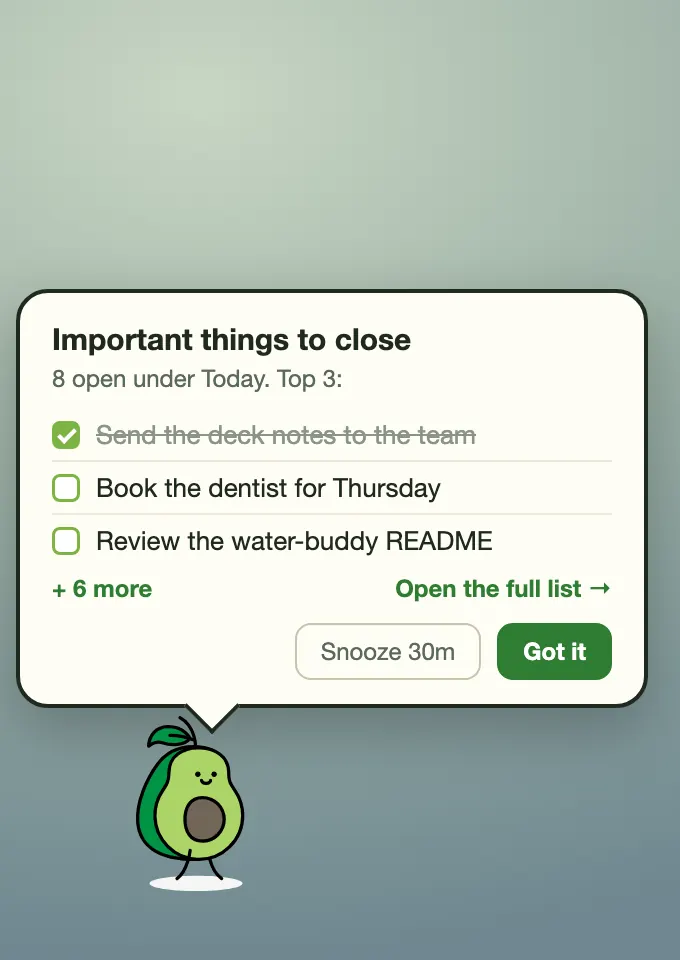 Important things to close
8 open under Today. Top 3:
Send the deck notes to the team
Book the dentist for Thursday
Review the water-buddy README
+ 6 more
Open the full list →
Snooze 30m
Got it